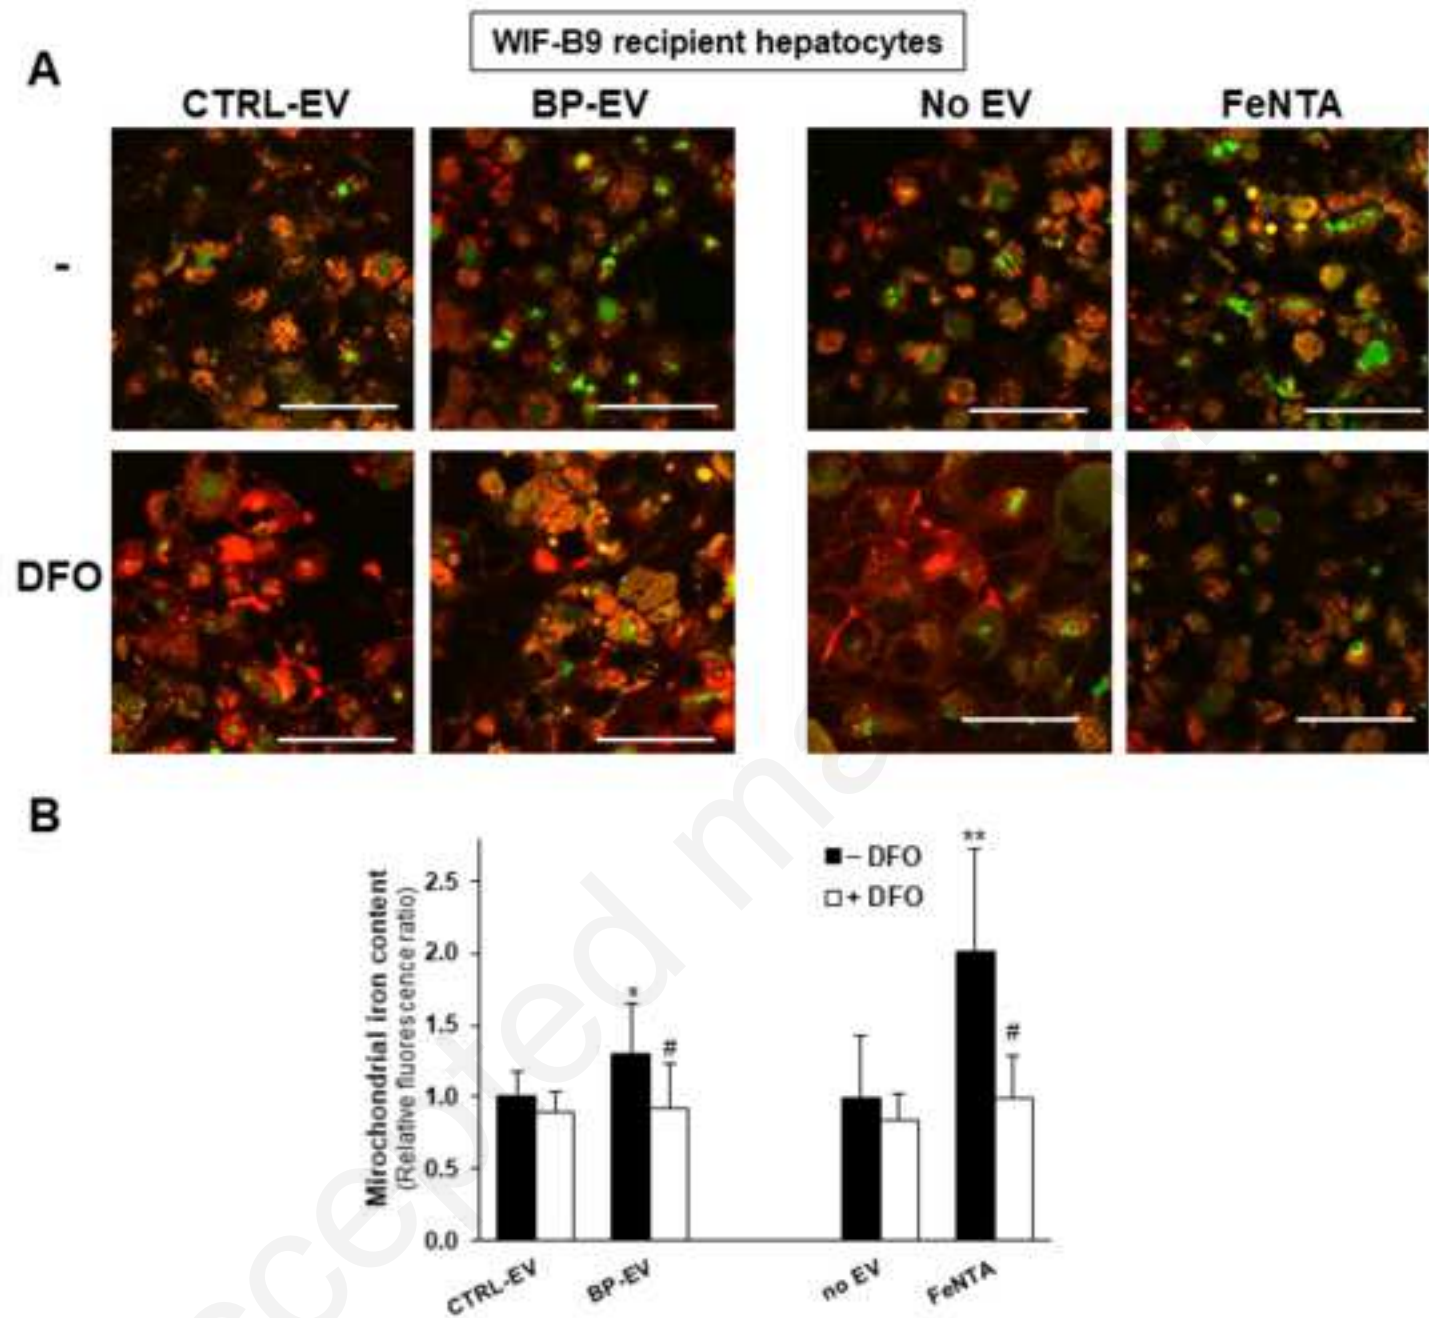 WIF-B9 recipient hepatocytes
A
CTRL-EV BP-EV No EV FeNTA
-
DFO
B
Mirochondrial iron content
(Relative fluorescence ratio)
2.5
2.0
1.5
1.0
0.5
0.0
– DFO
+ DFO
*
#
**
#
CTRL-EV BP-EV no EV FeNTA
accepted ma